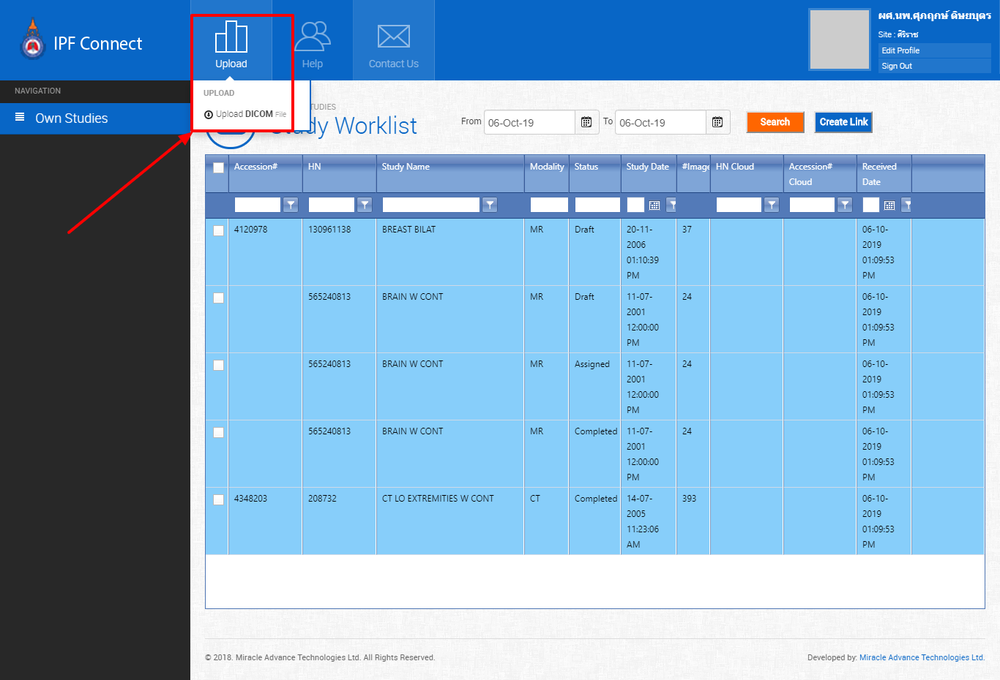 IPF Connect
Upload
Help
Contact Us
ผศ.นพ.ศุภฤกษ์ ดิษยบุตร
Site : ศิริราช
Edit Profile
Sign Out
NAVIGATION
Own Studies
UPLOAD
Upload DICOM File
TUDIES
Study Worklist
From 06-Oct-19 To 06-Oct-19 Search Create Link
Accession# HN Study Name Modality Status Study Date #Image HN Cloud Accession# Cloud Received Date
4120978 130961138 BREAST BILAT MR Draft 20-11-2006 01:10:39 PM 37 06-10-2019 01:09:53 PM
565240813 BRAIN W CONT MR Draft 11-07-2001 12:00:00 PM 24 06-10-2019 01:09:53 PM
565240813 BRAIN W CONT MR Assigned 11-07-2001 12:00:00 PM 24 06-10-2019 01:09:53 PM
565240813 BRAIN W CONT MR Completed 11-07-2001 12:00:00 PM 24 06-10-2019 01:09:53 PM
4348203 208732 CT LO EXTREMITIES W CONT CT Completed 14-07-2005 11:23:06 AM 393 06-10-2019 01:09:53 PM
© 2018. Miracle Advance Technologies Ltd. All Rights Reserved.
Developed by: Miracle Advance Technologies Ltd.